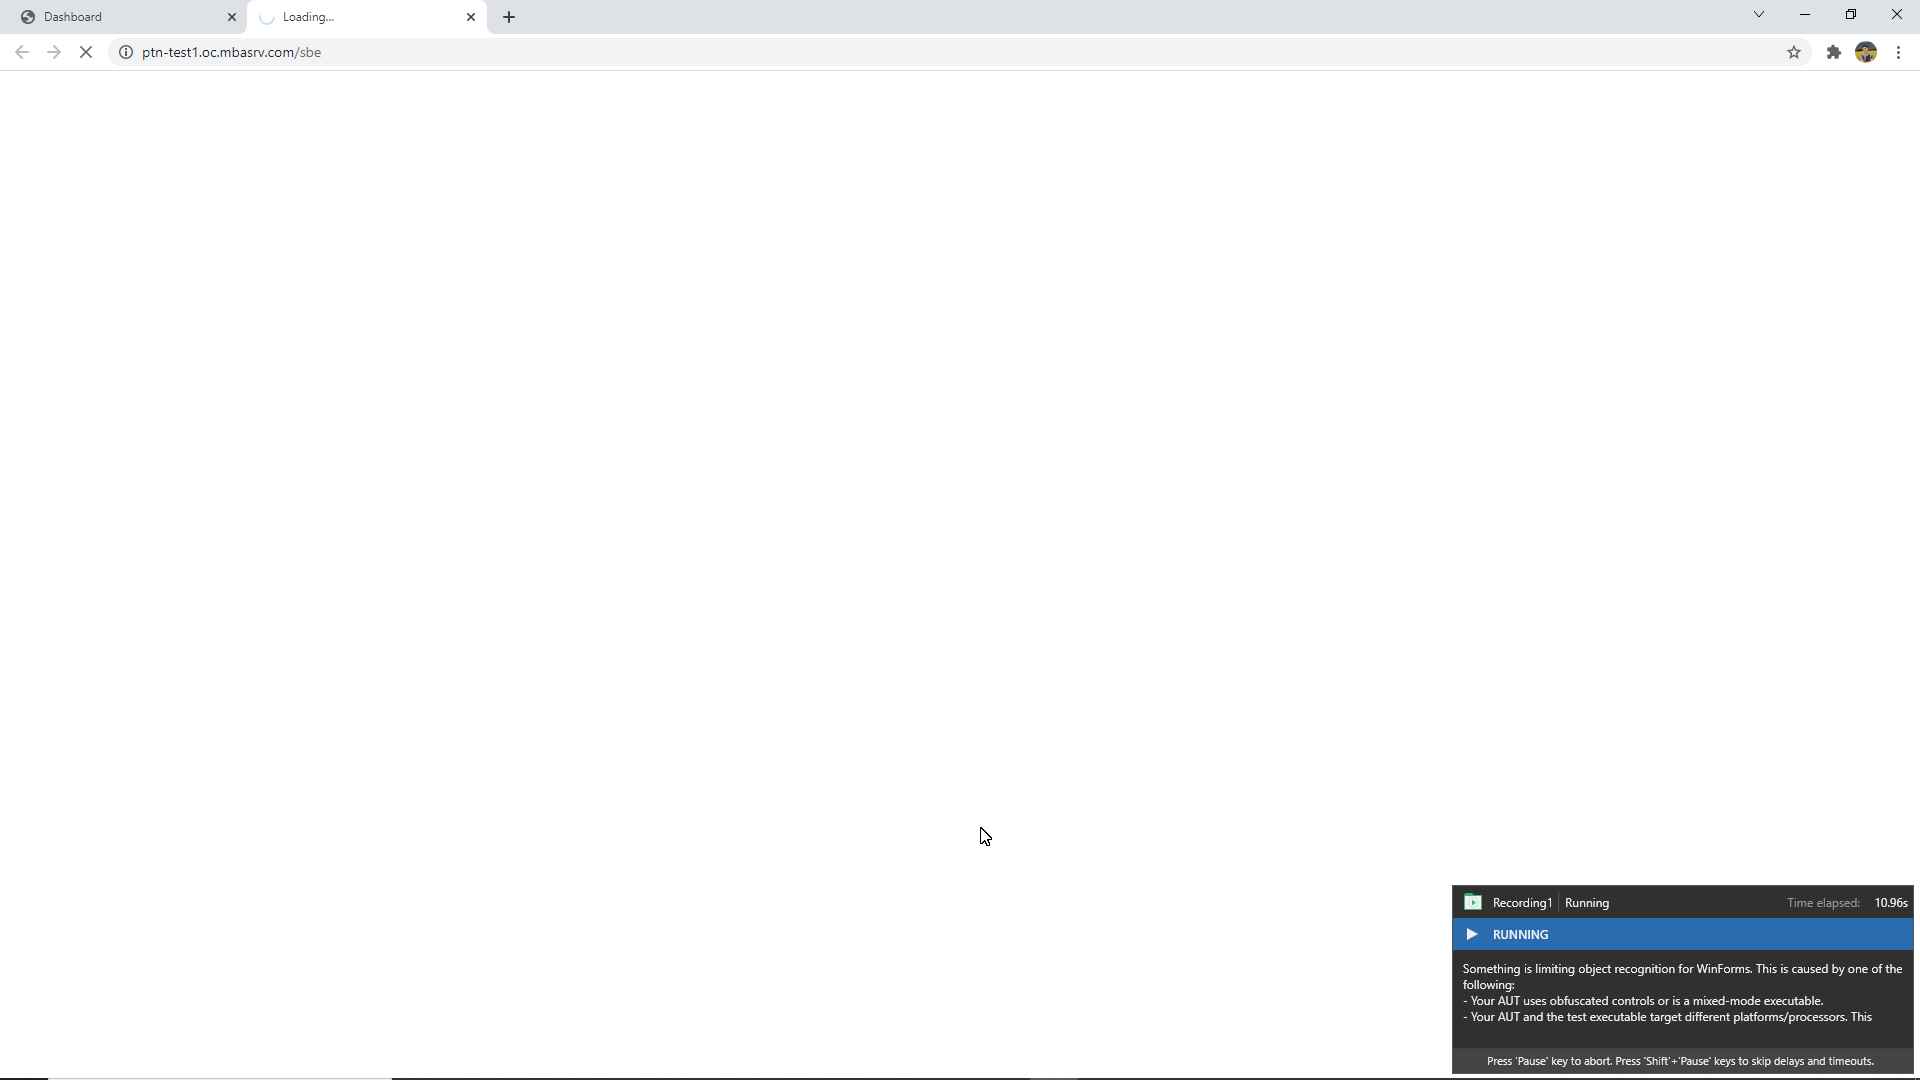 Dashboard
Loading...
ptn-test1.oc.mbasrv.com/sbe
Recording1 Running Time elapsed: 10.96s
RUNNING
Something is limiting object recognition for WinForms. This is caused by one of the
following:
- Your AUT uses obfuscated controls or is a mixed-mode executable.
- Your AUT and the test executable target different platforms/processors. This
Press 'Pause' key to abort. Press 'Shift'+'Pause' keys to skip delays and timeouts.